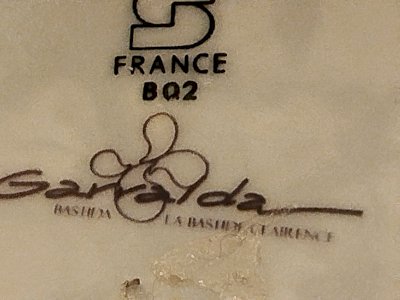 S
FRANCE
BQ2
Garralda
BASTIDA LA BASTIDE CLAIRENCE